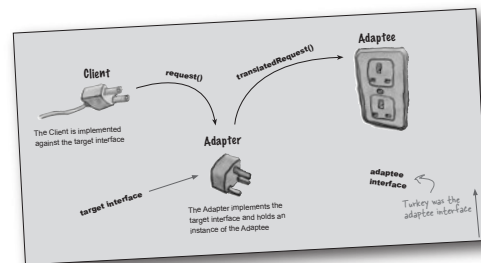 Adaptee
Client
request()
translatedRequest()
The Client is implemented
against the target interface
Adapter
target interface
The Adapter implements the
target interface and holds an
instance of the Adaptee
adaptee
interface
Turkey was the
adaptee interface